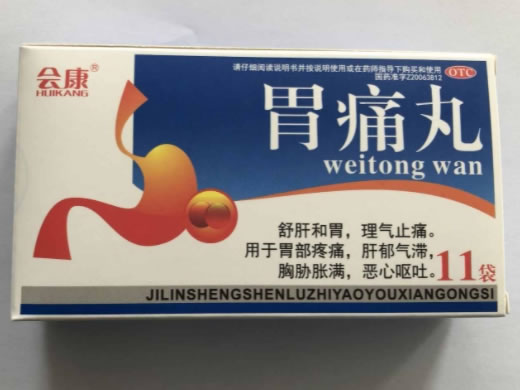 会康®
HUIKANG
请仔细阅读说明书并按说明使用或在药师指导下购买和使用
国药准字Z20063812
OTC
胃痛丸
weitong wan
舒肝和胃，理气止痛。
用于胃部疼痛，肝郁气滞，
胸胁胀满，恶心呕吐。
11袋
JILINSHENGSHENLUZHIYAOYOUXIANGONGSI